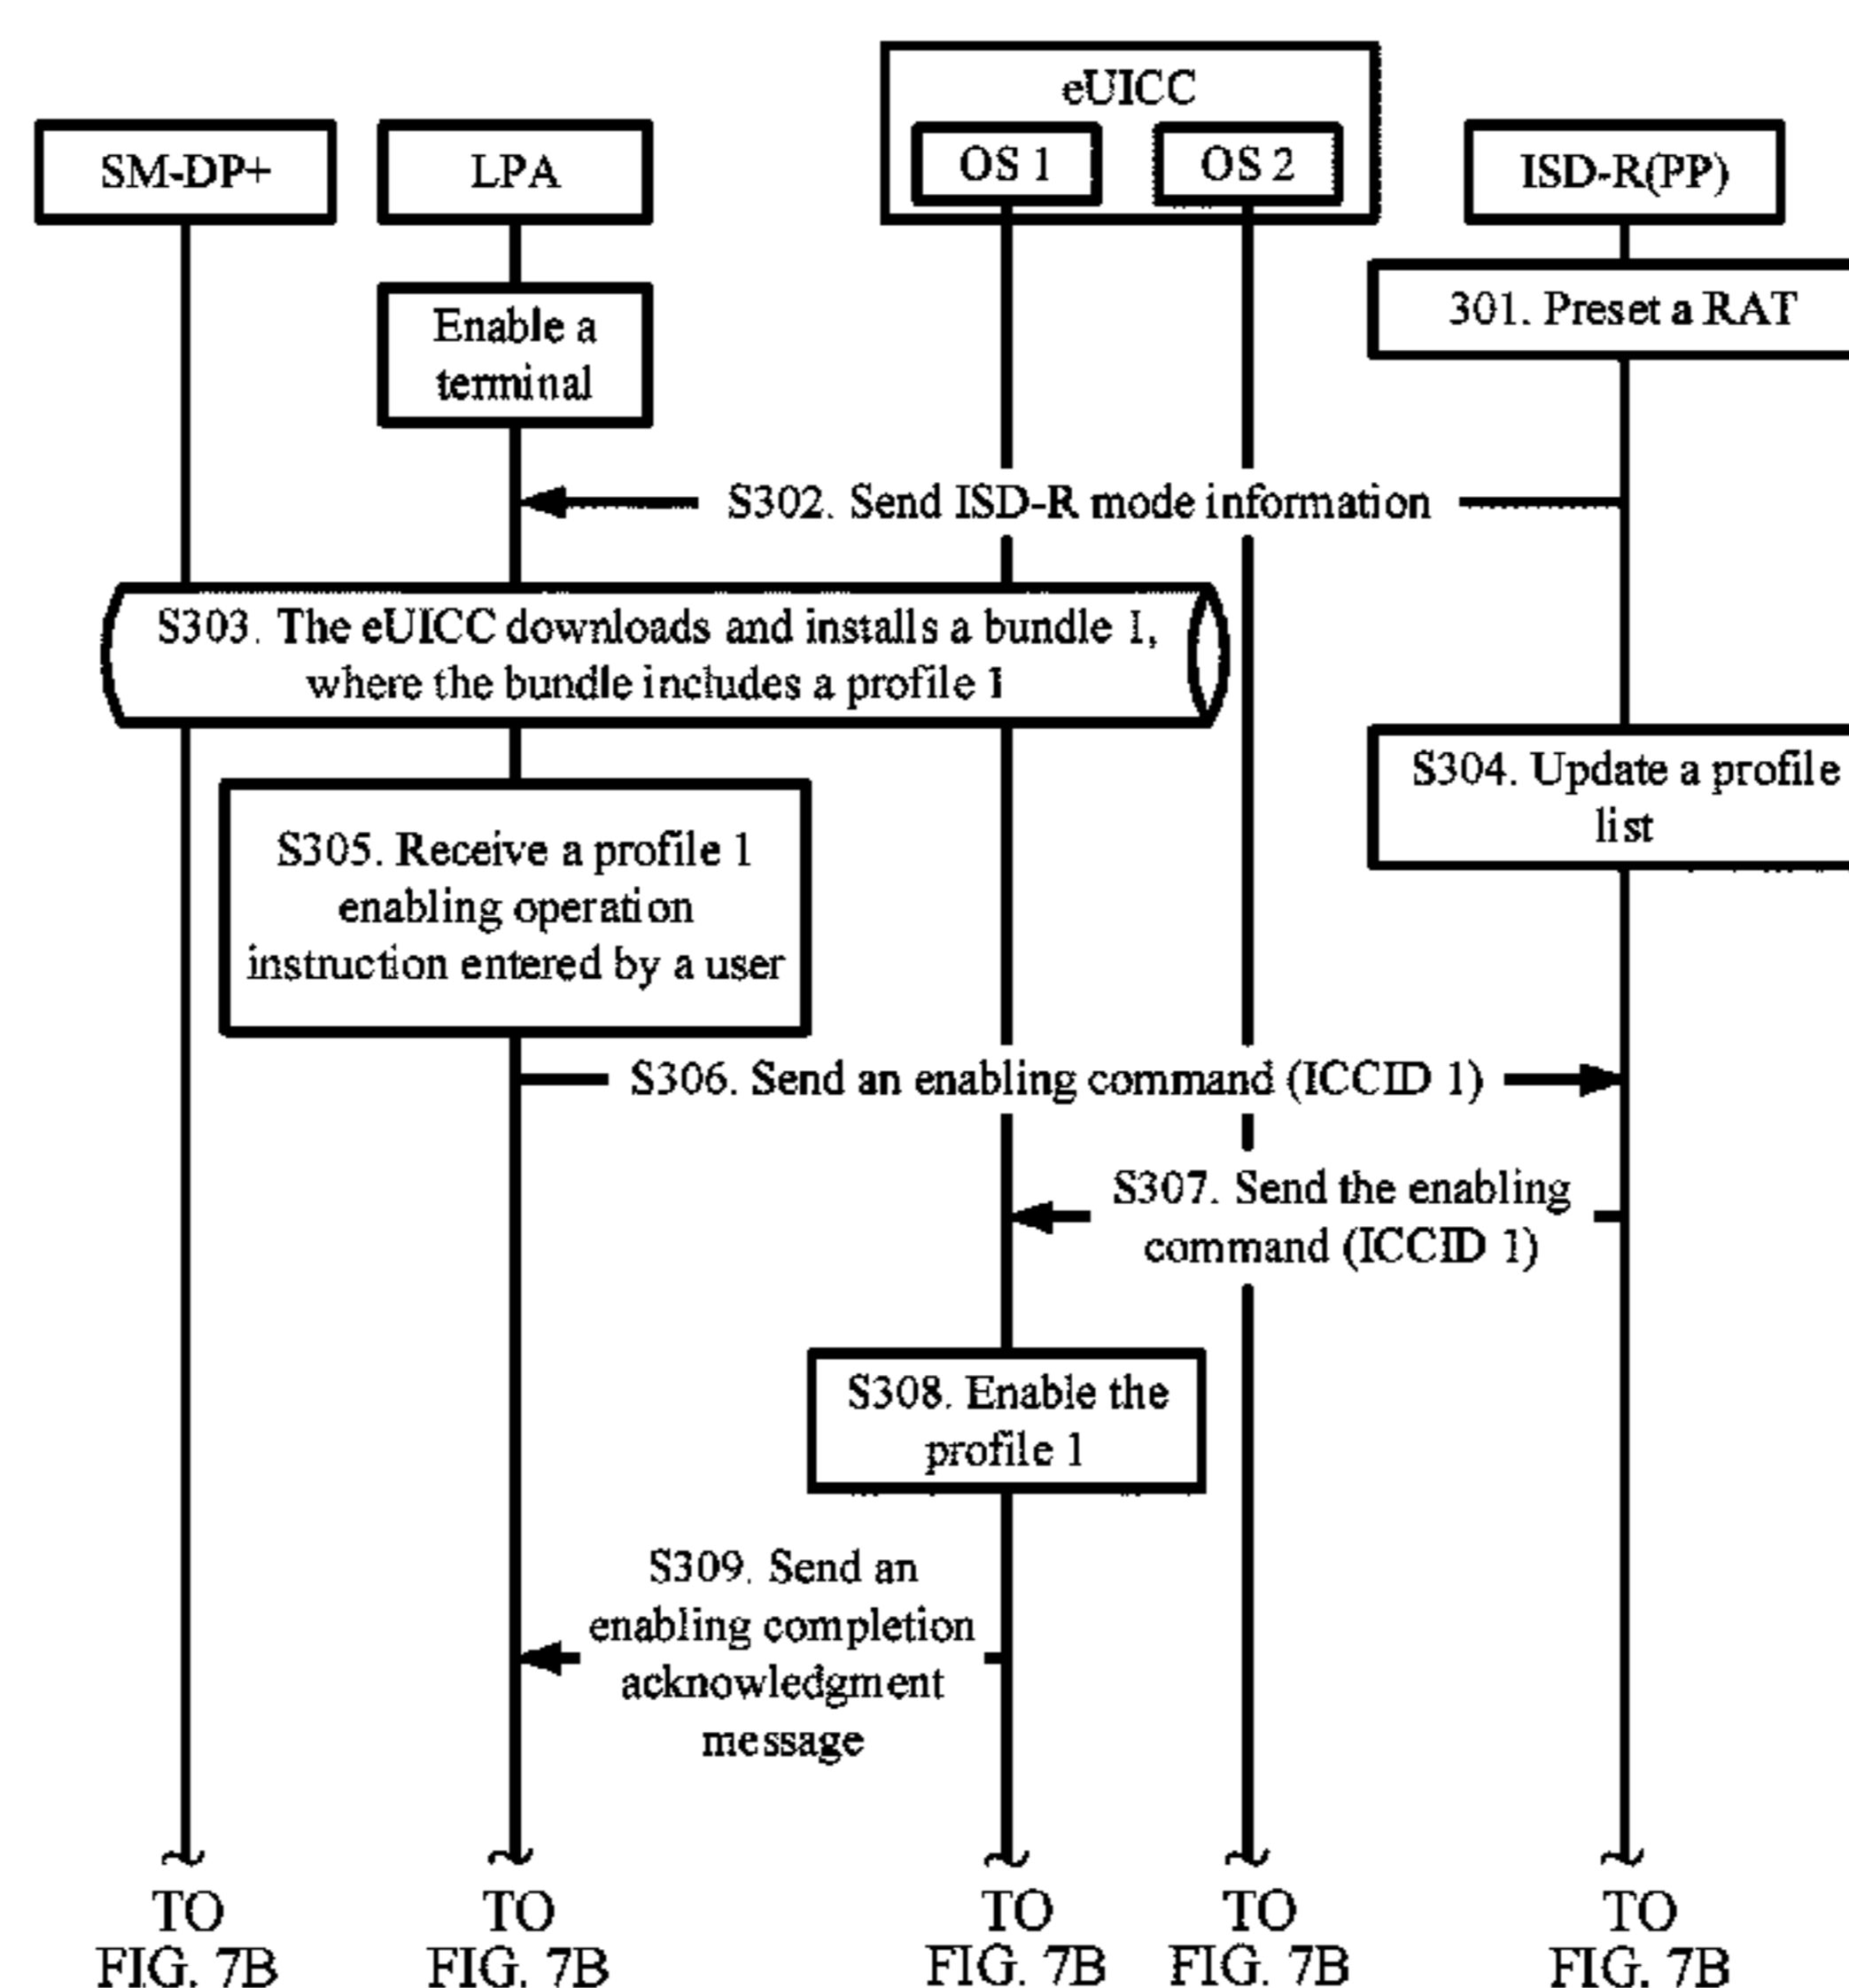 eUICC
SM-DP+
LPA
OS 1
OS 2
ISD-R(PP)
Enable a
terminal
301. Preset a RAT
S302. Send ISD-R mode information
S303. The eUICC downloads and installs a bundle 1,
where the bundle includes a profile 1
S304. Update a profile
list
S305. Receive a profile 1
enabling operation
instruction entered by a user
S306. Send an enabling command (ICCID 1)
S307. Send the enabling
command (ICCID 1)
S308. Enable the
profile 1
S309. Send an
enabling completion
acknowledgment
message
TO
FIG. 7B
TO
FIG. 7B
TO
FIG. 7B
TO
FIG. 7B
TO
FIG. 7B